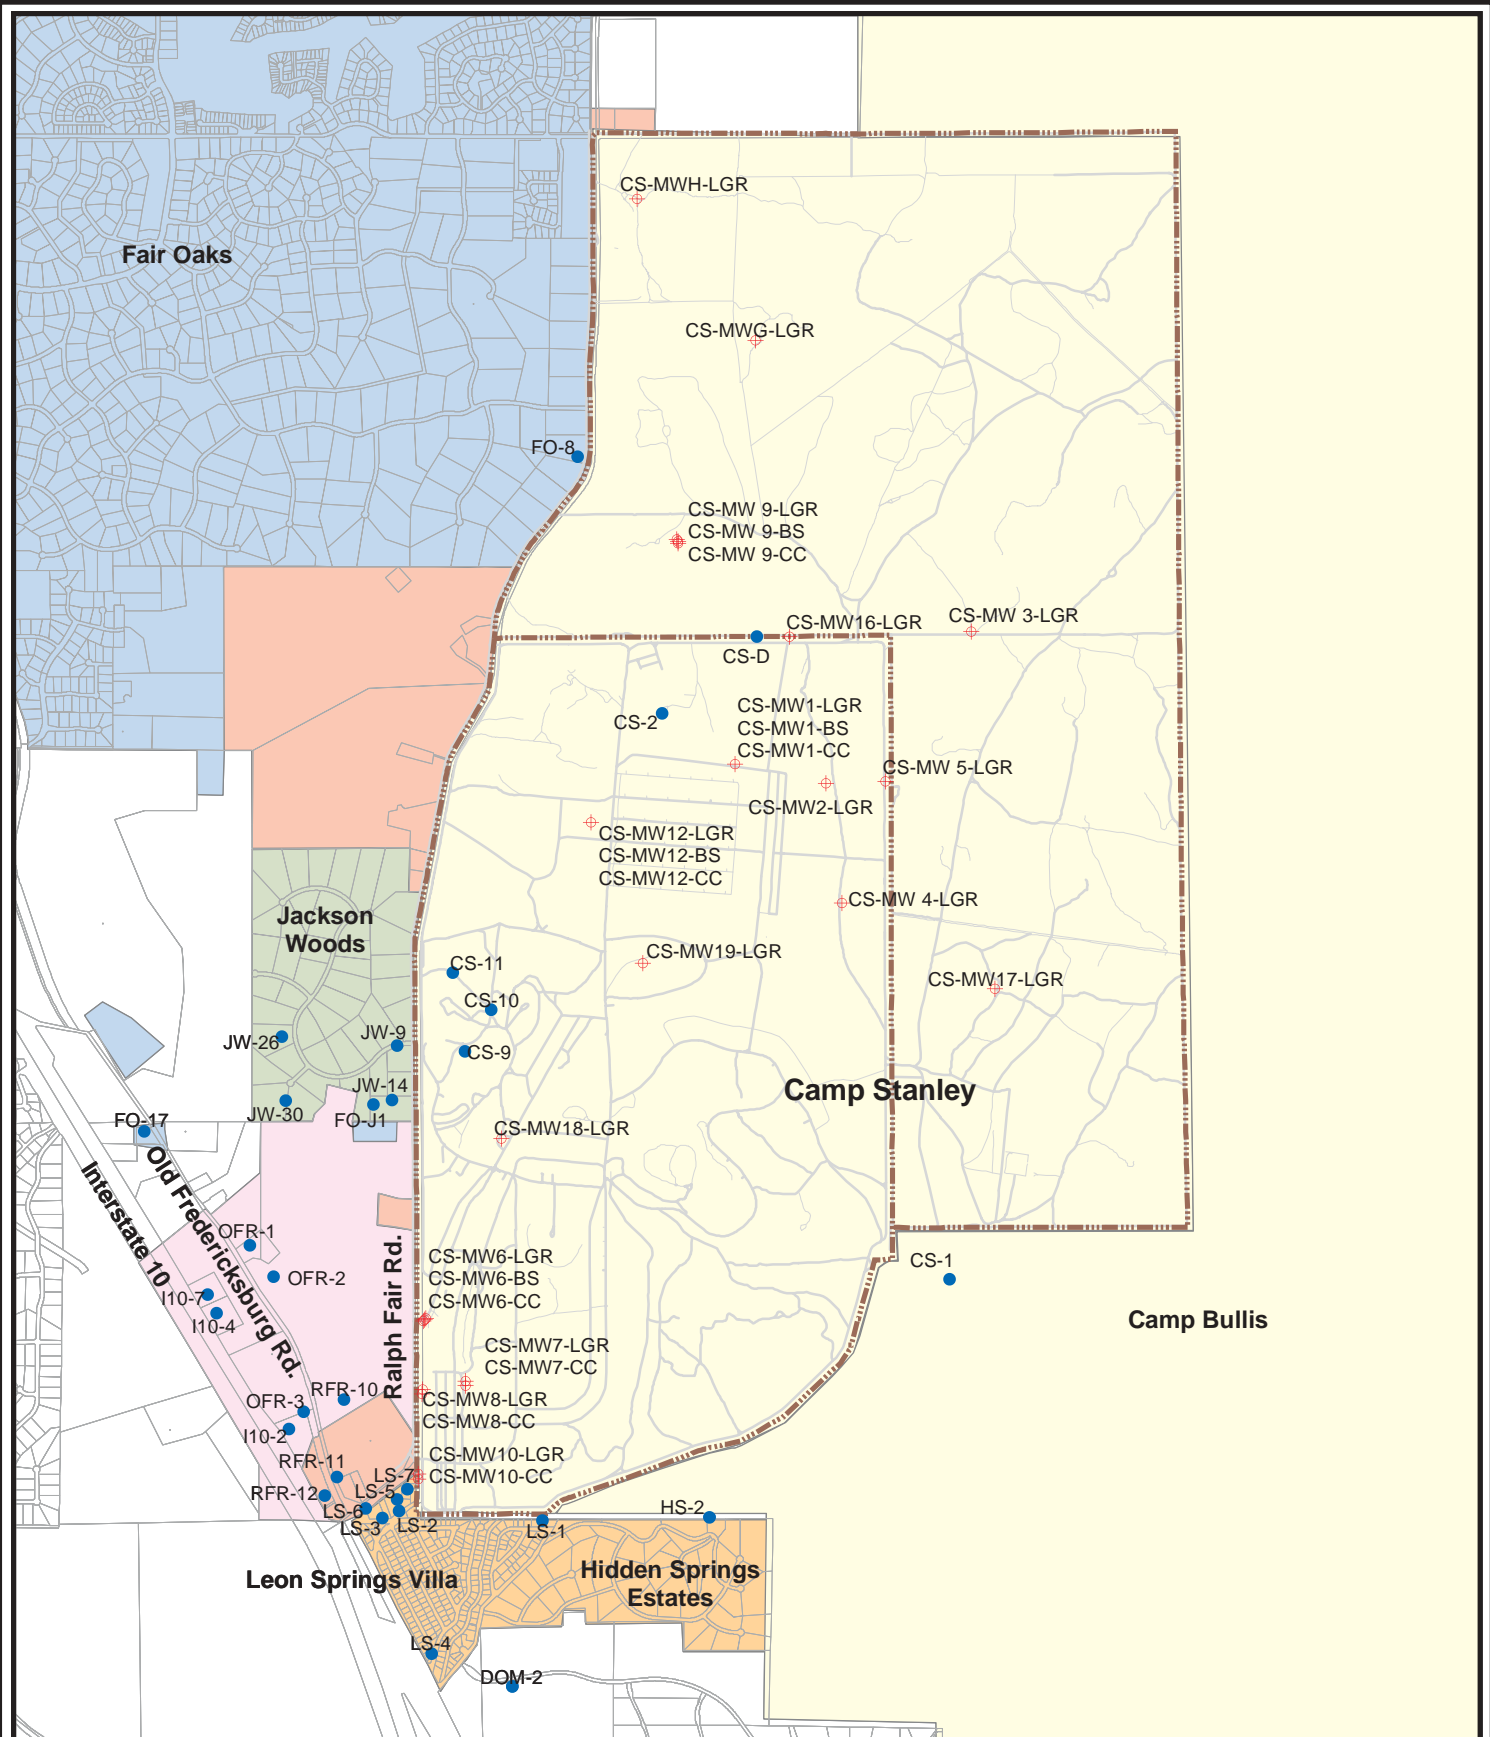 CS-MWH-LGR
Fair Oaks
CS-MWG-LGR
FO-8
CS-MW 9-LGR
CS-MW 9-BS
CS-MW 9-CC
CS-MW16-LGR
CS-MW 3-LGR
CS-D
CS-2
CS-MW1-LGR
CS-MW1-BS
CS-MW1-CC
CS-MW 5-LGR
CS-MW2-LGR
CS-MW12-LGR
CS-MW12-BS
CS-MW12-CC
CS-MW 4-LGR
Jackson
Woods
CS-MW19-LGR
CS-11
CS-MW17-LGR
CS-10
JW-26
JW-9
CS-9
Camp Stanley
JW-14
JW-30
FO-J1
FO-17
CS-MW18-LGR
Interstate 10
Old Fredericksburg Rd.
Ralph Fair Rd.
OFR-1
OFR-2
I10-7
I10-4
CS-MW6-LGR
CS-MW6-BS
CS-MW6-CC
CS-1
Camp Bullis
CS-MW7-LGR
CS-MW7-CC
RFR-10
OFR-3
CS-MW8-LGR
CS-MW8-CC
I10-2
RFR-11
CS-MW10-LGR
CS-MW10-CC
LS-7
RFR-12
LS-5
LS-6
LS-3
LS-2
LS-1
HS-2
Leon Springs Villa
Hidden Springs
Estates
LS-4
DOM-2